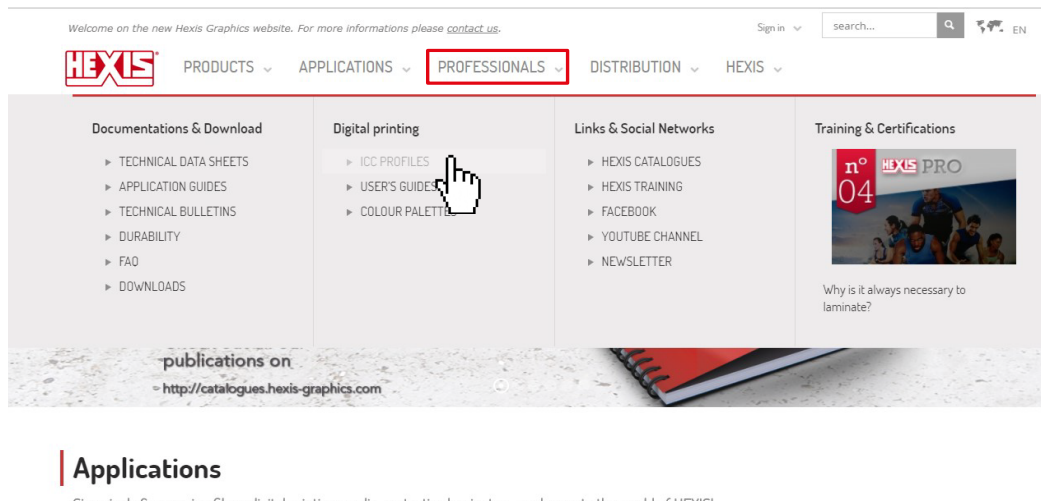 Welcome on the new Hexis Graphics website. For more informations please contact us.
Sign in
search...
EN
HEXIS
PRODUCTS
APPLICATIONS
PROFESSIONALS
DISTRIBUTION
HEXIS
Documentations & Download
TECHNICAL DATA SHEETS
APPLICATION GUIDES
TECHNICAL BULLETINS
DURABILITY
FAQ
DOWNLOADS
Digital printing
ICC PROFILES
USER'S GUIDES
COLOUR PALETTES
Links & Social Networks
HEXIS CATALOGUES
HEXIS TRAINING
FACEBOOK
YOUTUBE CHANNEL
NEWSLETTER
Training & Certifications
n° 04
HEXIS PRO
Why is it always necessary to
laminate?
publications on
http://catalogues.hexis-graphics.com
Applications